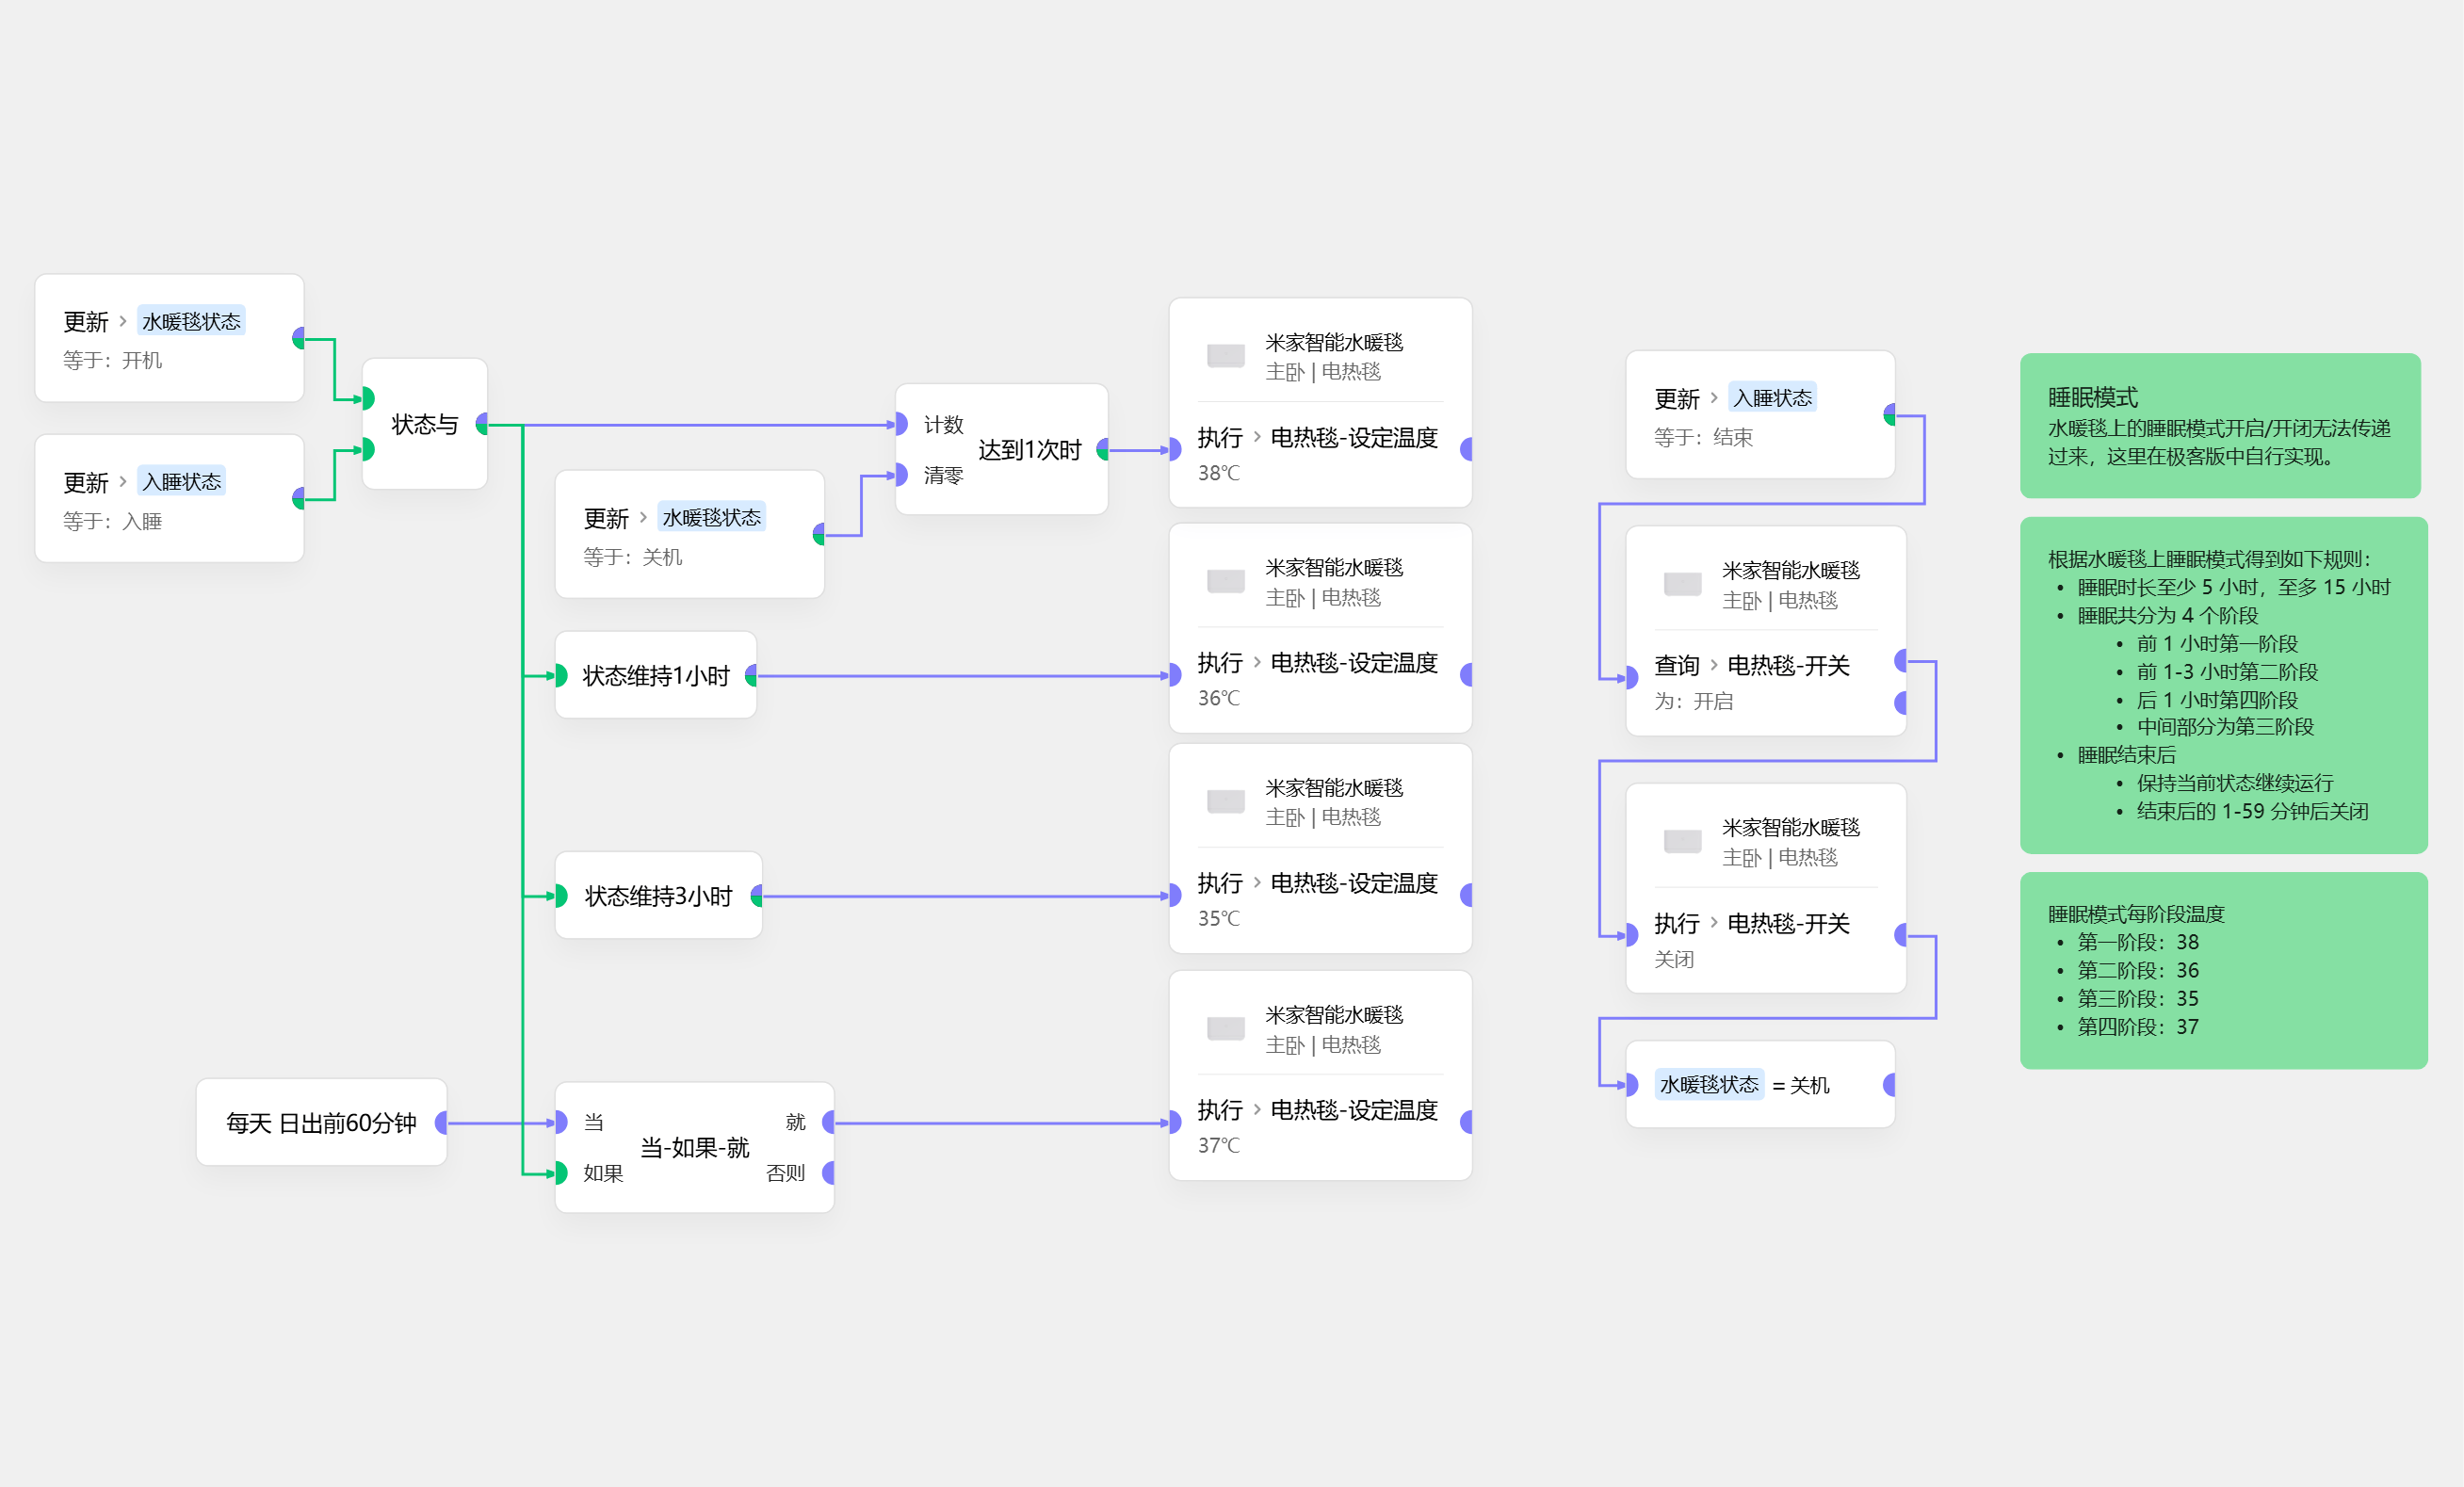 更新 > 水暖毯状态
等于：开机
更新 > 入睡状态
等于：入睡
状态与
更新 > 水暖毯状态
等于：关机
计数
达到1次时
清零
状态维持1小时
状态维持3小时
每天 日出前60分钟
当
就
当-如果-就
如果
否则
米家智能水暖毯
主卧 | 电热毯
执行 > 电热毯-设定温度
38℃
米家智能水暖毯
主卧 | 电热毯
执行 > 电热毯-设定温度
36℃
米家智能水暖毯
主卧 | 电热毯
执行 > 电热毯-设定温度
35℃
米家智能水暖毯
主卧 | 电热毯
执行 > 电热毯-设定温度
37℃
更新 > 入睡状态
等于：结束
米家智能水暖毯
主卧 | 电热毯
查询 > 电热毯-开关
为：开启
米家智能水暖毯
主卧 | 电热毯
执行 > 电热毯-开关
关闭
水暖毯状态 = 关机
睡眠模式
水暖毯上的睡眠模式开启/开闭无法传递
过来，这里在极客版中自行实现。
根据水暖毯上睡眠模式得到如下规则：
• 睡眠时长至少 5 小时，至多 15 小时
• 睡眠共分为 4 个阶段
• 前 1 小时第一阶段
• 前 1-3 小时第二阶段
• 后 1 小时第四阶段
• 中间部分为第三阶段
• 睡眠结束后
• 保持当前状态继续运行
• 结束后的 1-59 分钟后关闭
睡眠模式每阶段温度
• 第一阶段：38
• 第二阶段：36
• 第三阶段：35
• 第四阶段：37